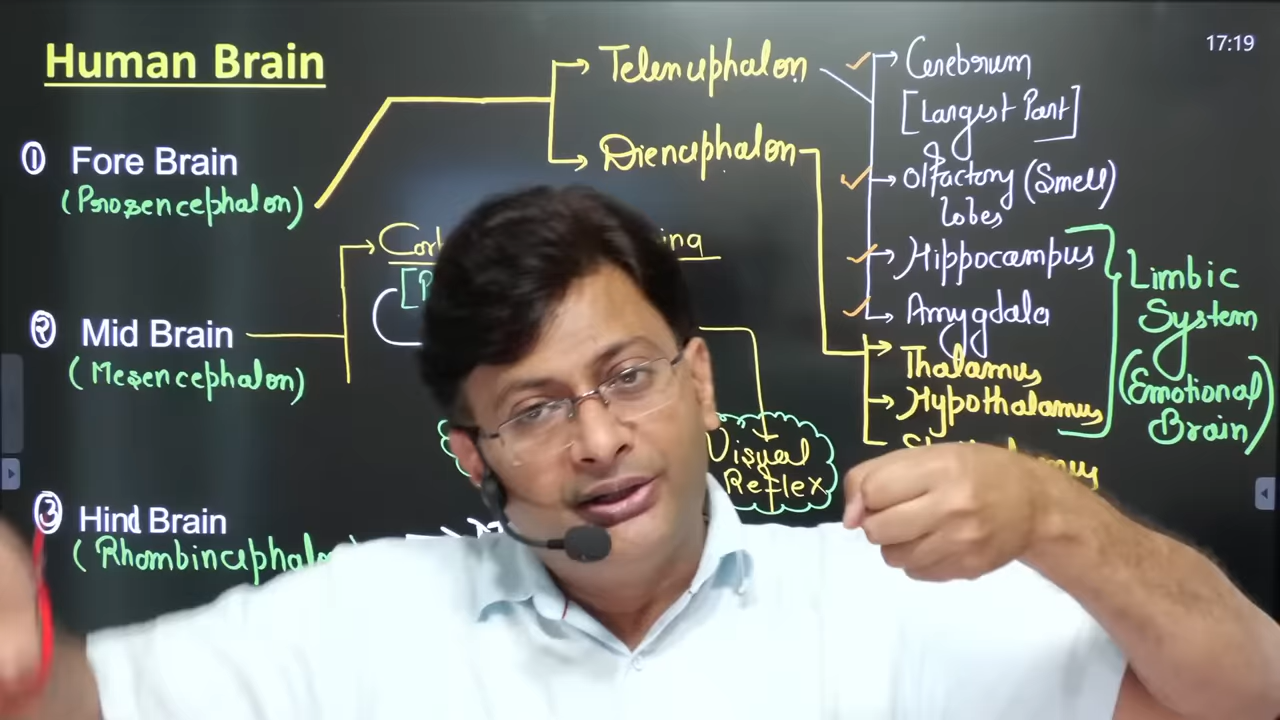 17:19
Human Brain
① Fore Brain
(Prosencephalon)
Telencephalon
Diencephalon
Cerebrum
[Largest Part]
Olfactory (Smell)
lobes
Hippocampus
Amygdala
Thalamus
Hypothalamus
Limbic
System
(Emotional
Brain)
② Mid Brain
(Mesencephalon)
Visual
Reflex
③ Hind Brain